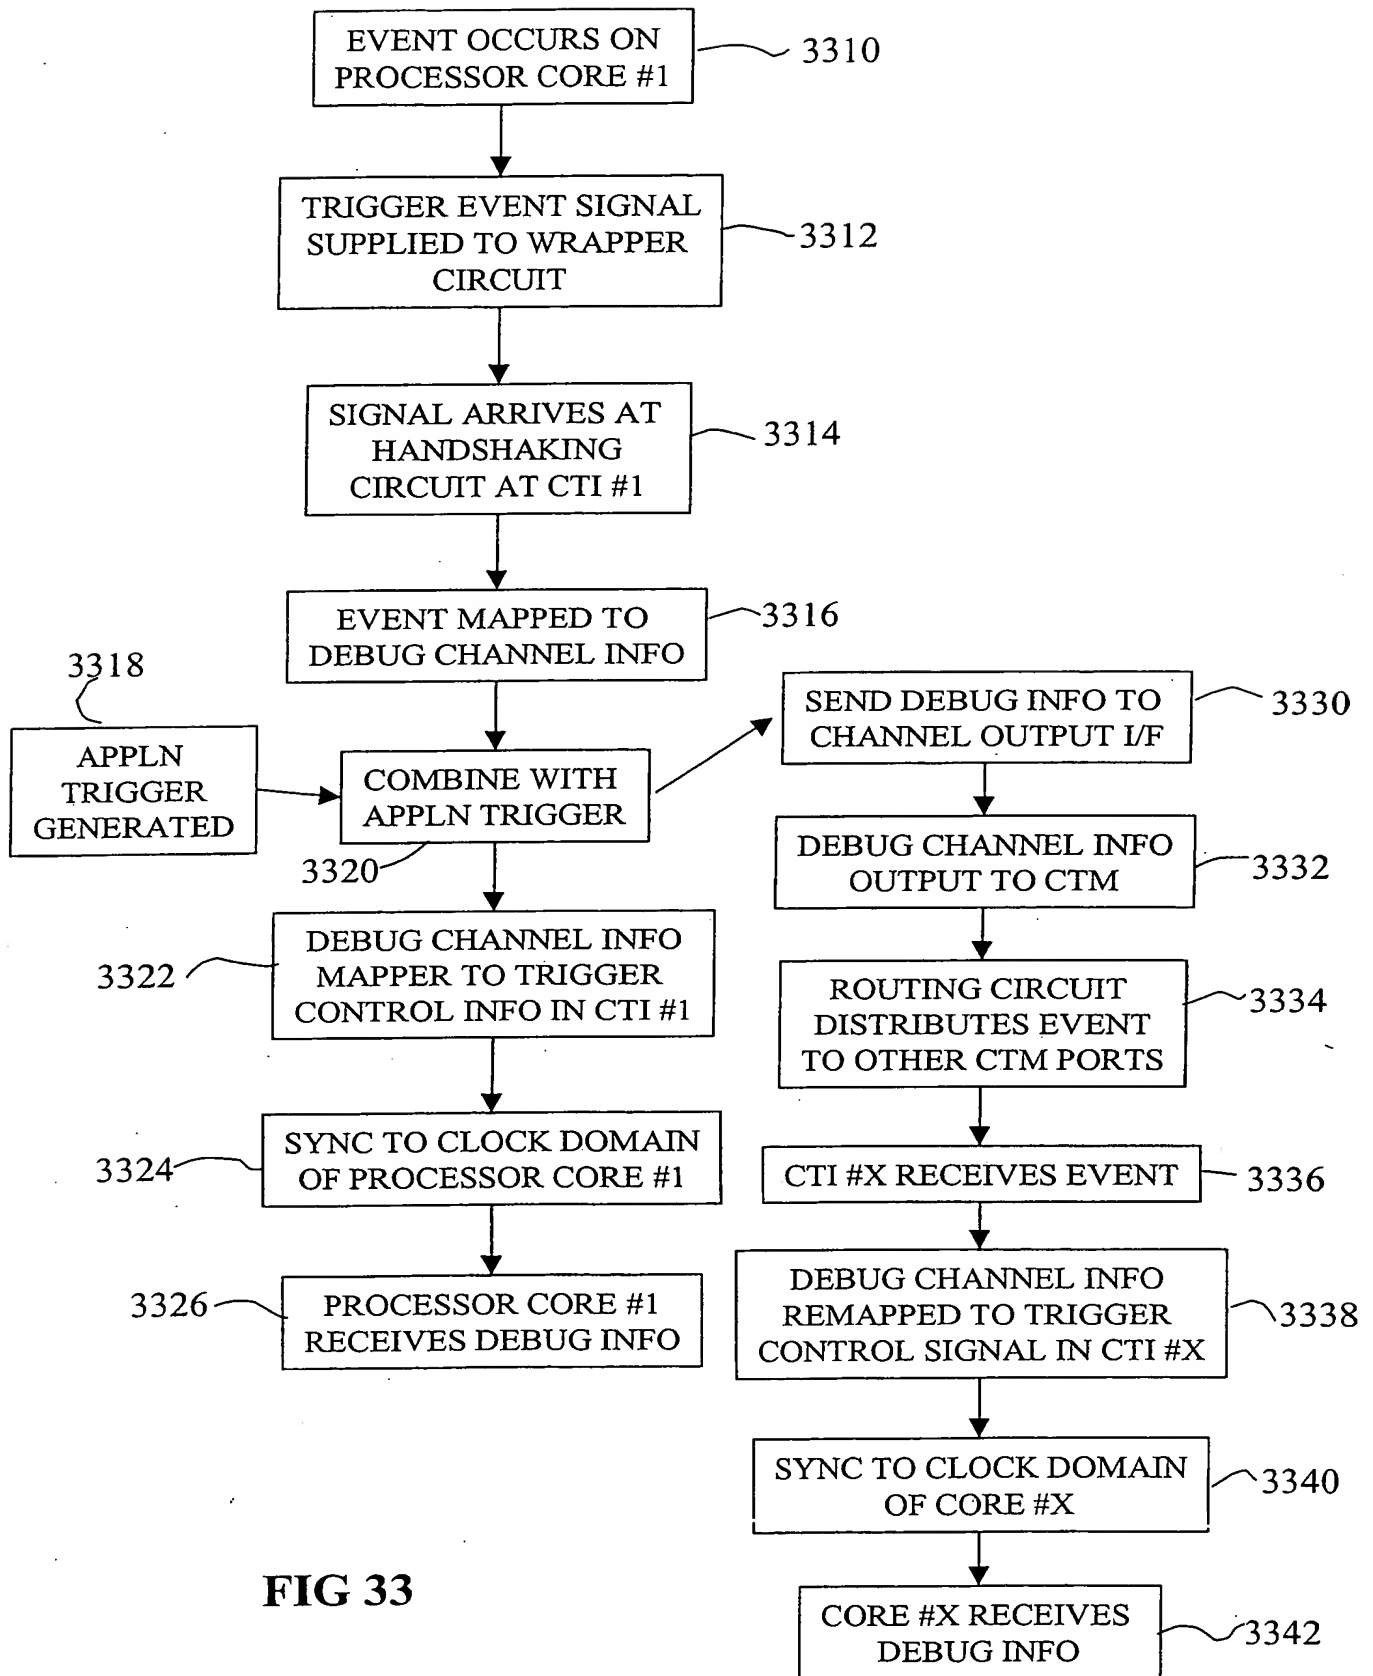 EVENT OCCURS ON
PROCESSOR CORE #1
3310
TRIGGER EVENT SIGNAL
SUPPLIED TO WRAPPER
CIRCUIT
3312
SIGNAL ARRIVES AT
HANDSHAKING
CIRCUIT AT CTI #1
3314
EVENT MAPPED TO
DEBUG CHANNEL INFO
3316
3318
APPLN
TRIGGER
GENERATED
COMBINE WITH
APPLN TRIGGER
3320
DEBUG CHANNEL INFO
MAPPER TO TRIGGER
CONTROL INFO IN CTI #1
3322
SYNC TO CLOCK DOMAIN
OF PROCESSOR CORE #1
3324
PROCESSOR CORE #1
RECEIVES DEBUG INFO
3326
SEND DEBUG INFO TO
CHANNEL OUTPUT I/F
3330
DEBUG CHANNEL INFO
OUTPUT TO CTM
3332
ROUTING CIRCUIT
DISTRIBUTES EVENT
TO OTHER CTM PORTS
3334
CTI #X RECEIVES EVENT
3336
DEBUG CHANNEL INFO
REMAPPED TO TRIGGER
CONTROL SIGNAL IN CTI #X
3338
SYNC TO CLOCK DOMAIN
OF CORE #X
3340
CORE #X RECEIVES
DEBUG INFO
3342
FIG 33